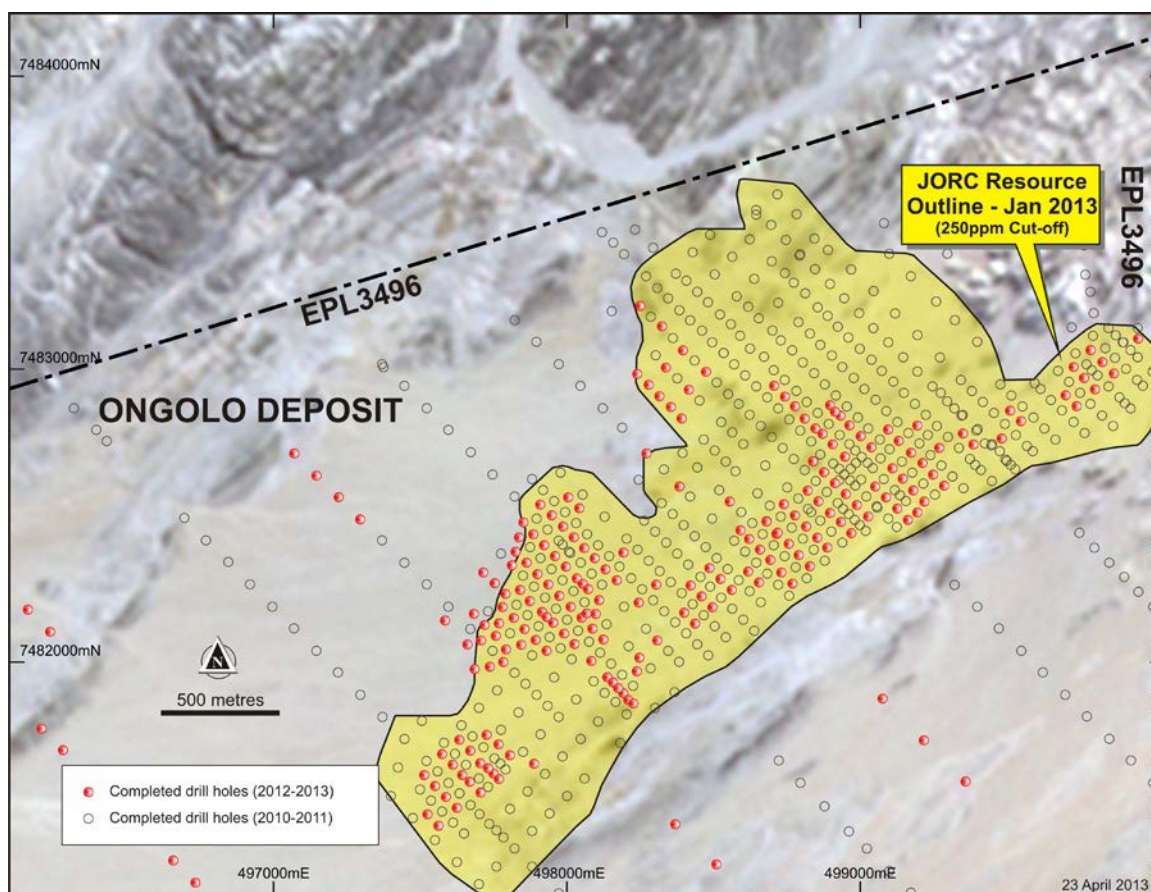 7484000mN
JORC Resource
Outline - Jan 2013
(250ppm Cut-off)
EPL3496
EPL3496
7483000mN
ONGOLO DEPOSIT
7482000mN
N
500 metres
Completed drill holes (2012-2013)
Completed drill holes (2010-2011)
497000mE
498000mE
499000mE
23 April 2013